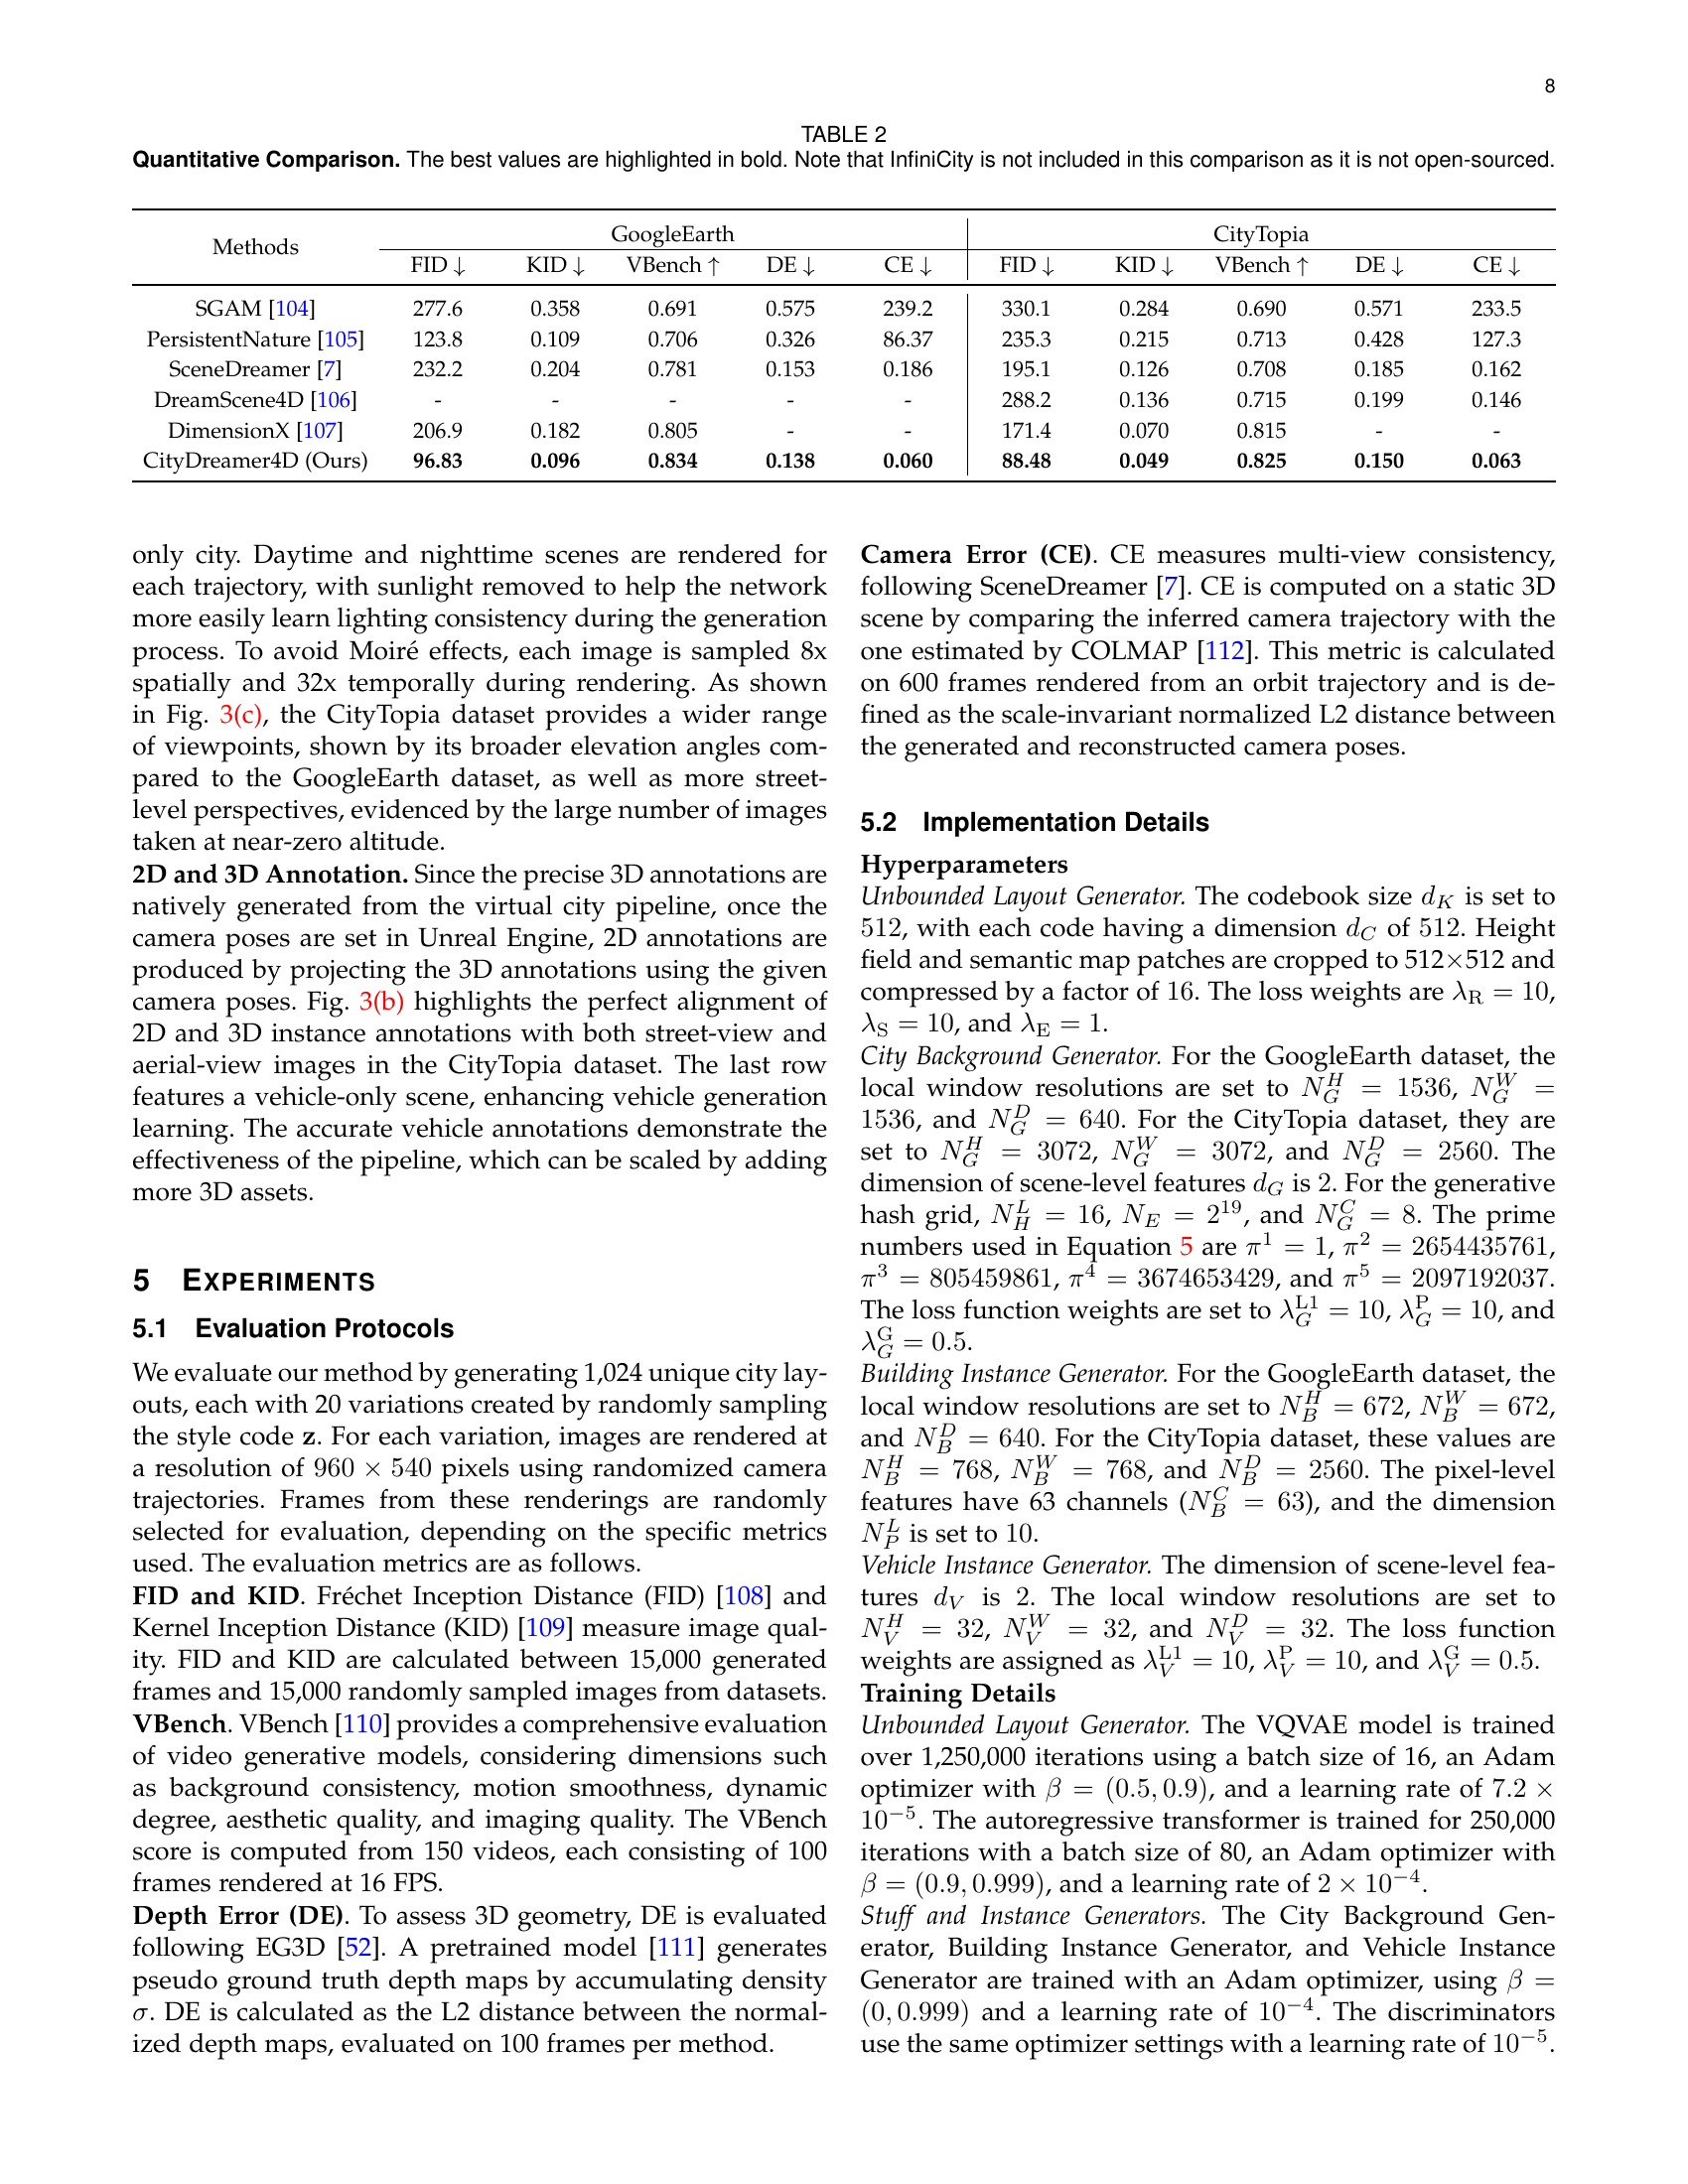 8
TABLE 2
Quantitative Comparison. The best values are highlighted in bold. Note that InfiniCity is not included in this comparison as it is not open-sourced.
Methods GoogleEarth CityTopia
FID ↓ KID ↓ VBench ↑ DE ↓ CE ↓ FID ↓ KID ↓ VBench ↑ DE ↓ CE ↓
SGAM [104] 277.6 0.358 0.691 0.575 239.2 330.1 0.284 0.690 0.571 233.5
PersistentNature [105] 123.8 0.109 0.706 0.326 86.37 235.3 0.215 0.713 0.428 127.3
SceneDreamer [7] 232.2 0.204 0.781 0.153 0.186 195.1 0.126 0.708 0.185 0.162
DreamScene4D [106] - - - - - 288.2 0.136 0.715 0.199 0.146
DimensionX [107] 206.9 0.182 0.805 - - 171.4 0.070 0.815 - -
CityDreamer4D (Ours) 96.83 0.096 0.834 0.138 0.060 88.48 0.049 0.825 0.150 0.063
only city. Daytime and nighttime scenes are rendered for
each trajectory, with sunlight removed to help the network
more easily learn lighting consistency during the generation
process. To avoid Moiré effects, each image is sampled 8x
spatially and 32x temporally during rendering. As shown
in Fig. 3(c), the CityTopia dataset provides a wider range
of viewpoints, shown by its broader elevation angles com-
pared to the GoogleEarth dataset, as well as more street-
level perspectives, evidenced by the large number of images
taken at near-zero altitude.
2D and 3D Annotation. Since the precise 3D annotations are
natively generated from the virtual city pipeline, once the
camera poses are set in Unreal Engine, 2D annotations are
produced by projecting the 3D annotations using the given
camera poses. Fig. 3(b) highlights the perfect alignment of
2D and 3D instance annotations with both street-view and
aerial-view images in the CityTopia dataset. The last row
features a vehicle-only scene, enhancing vehicle generation
learning. The accurate vehicle annotations demonstrate the
effectiveness of the pipeline, which can be scaled by adding
more 3D assets.
5 EXPERIMENTS
5.1 Evaluation Protocols
We evaluate our method by generating 1,024 unique city lay-
outs, each with 20 variations created by randomly sampling
the style code z. For each variation, images are rendered at
a resolution of 960 × 540 pixels using randomized camera
trajectories. Frames from these renderings are randomly
selected for evaluation, depending on the specific metrics
used. The evaluation metrics are as follows.
FID and KID. Fréchet Inception Distance (FID) [108] and
Kernel Inception Distance (KID) [109] measure image qual-
ity. FID and KID are calculated between 15,000 generated
frames and 15,000 randomly sampled images from datasets.
VBench. VBench [110] provides a comprehensive evaluation
of video generative models, considering dimensions such
as background consistency, motion smoothness, dynamic
degree, aesthetic quality, and imaging quality. The VBench
score is computed from 150 videos, each consisting of 100
frames rendered at 16 FPS.
Depth Error (DE). To assess 3D geometry, DE is evaluated
following EG3D [52]. A pretrained model [111] generates
pseudo ground truth depth maps by accumulating density
σ. DE is calculated as the L2 distance between the normal-
ized depth maps, evaluated on 100 frames per method.
Camera Error (CE). CE measures multi-view consistency,
following SceneDreamer [7]. CE is computed on a static 3D
scene by comparing the inferred camera trajectory with the
one estimated by COLMAP [112]. This metric is calculated
on 600 frames rendered from an orbit trajectory and is de-
fined as the scale-invariant normalized L2 distance between
the generated and reconstructed camera poses.
5.2 Implementation Details
Hyperparameters
Unbounded Layout Generator. The codebook size d_K is set to
512, with each code having a dimension d_C of 512. Height
field and semantic map patches are cropped to 512×512 and
compressed by a factor of 16. The loss weights are λ_R = 10,
λ_S = 10, and λ_E = 1.
City Background Generator. For the GoogleEarth dataset, the
local window resolutions are set to N_G^H = 1536, N_G^W =
1536, and N_G^D = 640. For the CityTopia dataset, they are
set to N_G^H = 3072, N_G^W = 3072, and N_G^D = 2560. The
dimension of scene-level features d_G is 2. For the generative
hash grid, N_H^L = 16, N_E = 2^19, and N_G^C = 8. The prime
numbers used in Equation 5 are π^1 = 1, π^2 = 2654435761,
π^3 = 805459861, π^4 = 3674653429, and π^5 = 2097192037.
The loss function weights are set to λ_G^L1 = 10, λ_G^P = 10, and
λ_G^G = 0.5.
Building Instance Generator. For the GoogleEarth dataset, the
local window resolutions are set to N_B^H = 672, N_B^W = 672,
and N_B^D = 640. For the CityTopia dataset, these values are
N_B^H = 768, N_B^W = 768, and N_B^D = 2560. The pixel-level
features have 63 channels (N_B^C = 63), and the dimension
N_P^L is set to 10.
Vehicle Instance Generator. The dimension of scene-level fea-
tures d_V is 2. The local window resolutions are set to
N_V^H = 32, N_V^W = 32, and N_V^D = 32. The loss function
weights are assigned as λ_V^L1 = 10, λ_V^P = 10, and λ_V^G = 0.5.
Training Details
Unbounded Layout Generator. The VQVAE model is trained
over 1,250,000 iterations using a batch size of 16, an Adam
optimizer with β = (0.5, 0.9), and a learning rate of 7.2 ×
10^−5. The autoregressive transformer is trained for 250,000
iterations with a batch size of 80, an Adam optimizer with
β = (0.9, 0.999), and a learning rate of 2 × 10^−4.
Stuff and Instance Generators. The City Background Gen-
erator, Building Instance Generator, and Vehicle Instance
Generator are trained with an Adam optimizer, using β =
(0, 0.999) and a learning rate of 10^−4. The discriminators
use the same optimizer settings with a learning rate of 10^−5.